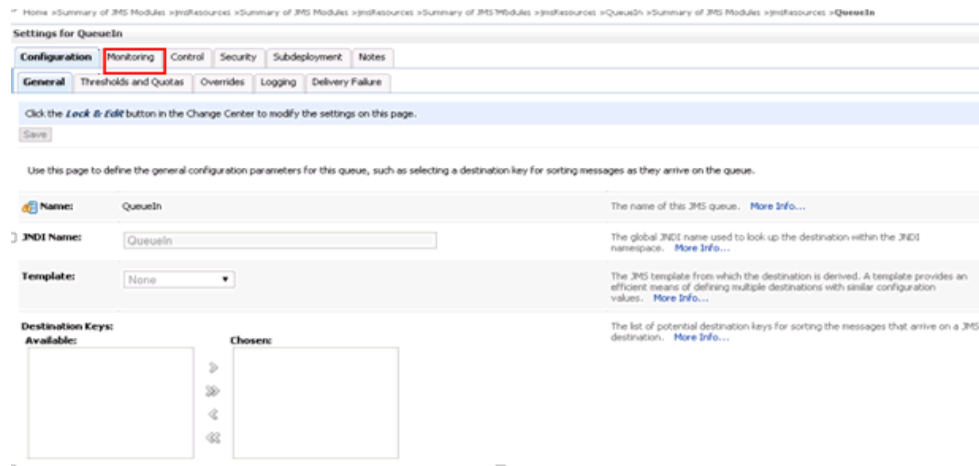 Home »Summary of JMS Modules »jmsResources »Summary of JMS Modules »jmsResources »Summary of JMS Modules »jmsResources »QueueIn »Summary of JMS Modules »jmsResources »QueueIn
Settings for QueueIn
Configuration Monitoring Control Security Subdeployment Notes
General Thresholds and Quotas Overrides Logging Delivery Failure
Click the Lock & Edit button in the Change Center to modify the settings on this page.
Save
Use this page to define the general configuration parameters for this queue, such as selecting a destination key for sorting messages as they arrive on the queue.
Name: QueueIn The name of this JMS queue. More Info...
JNDI Name: QueueIn The global JNDI name used to look up the destination within the JNDI
namespace. More Info...
Template: None The JMS template from which the destination is derived. A template provides an
efficient means of defining multiple destinations with similar configuration
values. More Info...
Destination Keys: The list of potential destination keys for sorting the messages that arrive on a JMS
Available: Chosen: destination. More Info...